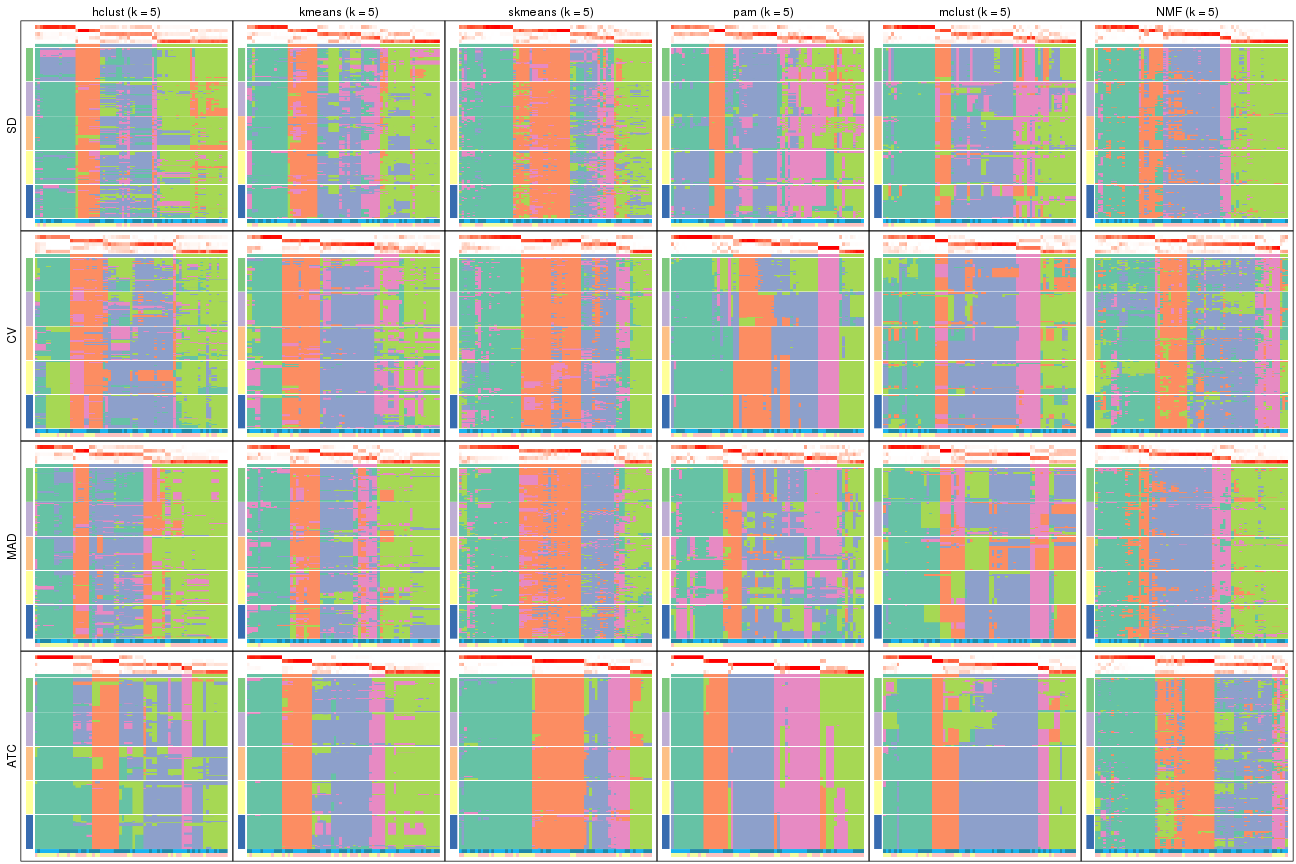 hclust (k = 5) kmeans (k = 5) skmeans (k = 5) pam (k = 5) mclust (k = 5) NMF (k = 5)
SD
CV
MAD
ATC